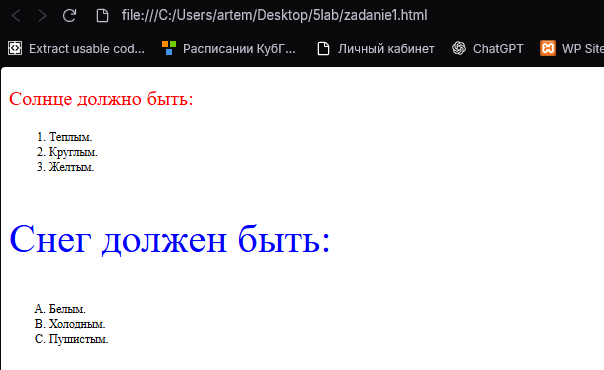 file:///C:/Users/artem/Desktop/5lab/zadanie1.html
Extract usable cod... Расписании КубГ... Личный кабинет ChatGPT WP Site
Солнце должно быть:
1. Теплым.
2. Круглым.
3. Желтым.
Снег должен быть:
A. Белым.
B. Холодным.
C. Пушистым.